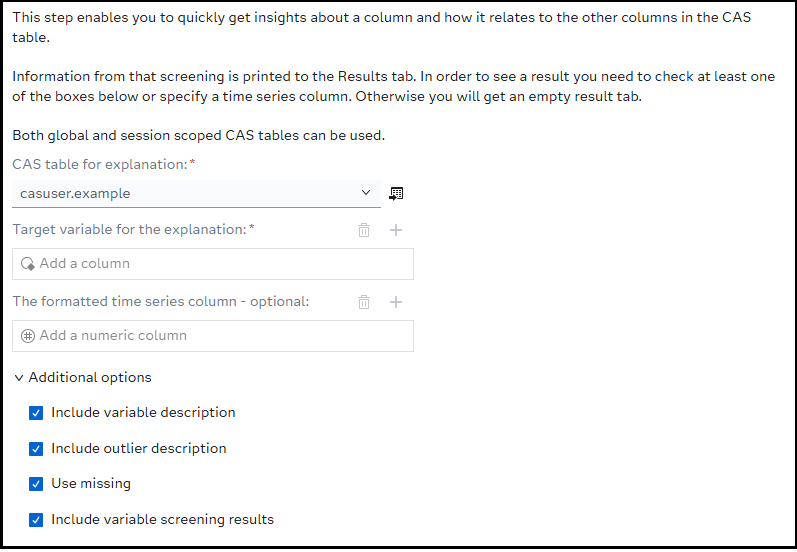 This step enables you to quickly get insights about a column and how it relates to the other columns in the CAS
table.
Information from that screening is printed to the Results tab. In order to see a result you need to check at least one
of the boxes below or specify a time series column. Otherwise you will get an empty result tab.
Both global and session scoped CAS tables can be used.
CAS table for explanation:*
casuser.example
Target variable for the explanation:*
Add a column
The formatted time series column - optional:
Add a numeric column
Additional options
Include variable description
Include outlier description
Use missing
Include variable screening results